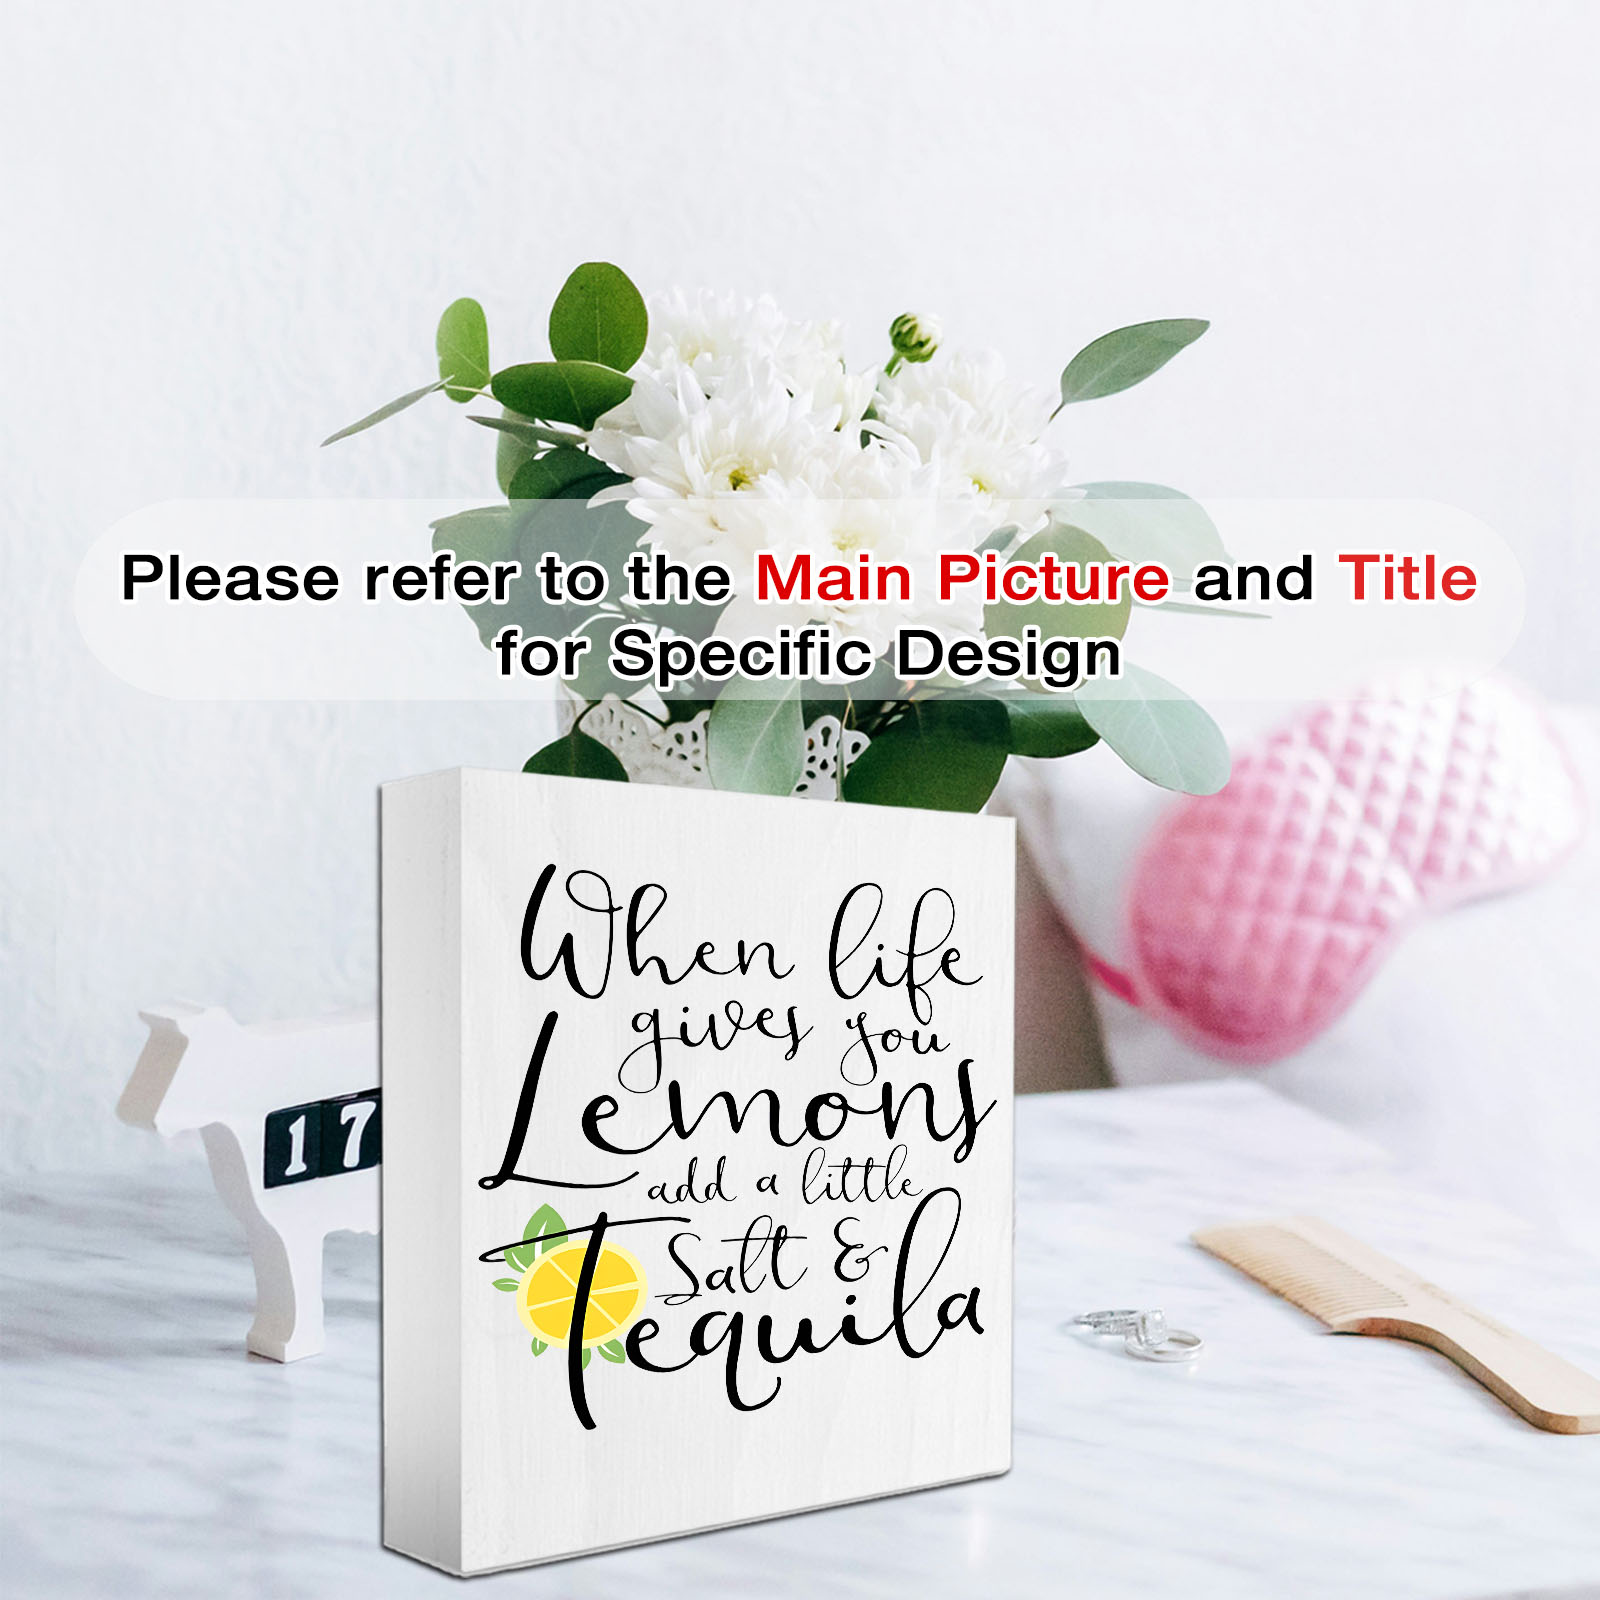 Please refer to the Main Picture and Title
for Specific Design
When life
gives you
Lemons
add a little
Salt &
Tequila
17